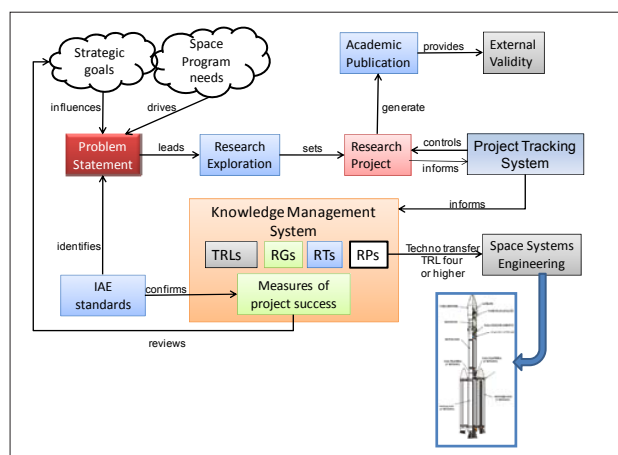 Strategic
goals
Space
Program
needs
Academic
Publication
provides
External
Validity
influences
drives
generate
Problem
Statement
leads
Research
Exploration
sets
Research
Project
controls
informs
Project Tracking
System
informs
Knowledge Management
System
TRLs
RGs
RTs
RPs
Techno transfer
TRL four
or higher
Space Systems
Engineering
identifies
IAE
standards
confirms
Measures of
project success
reviews